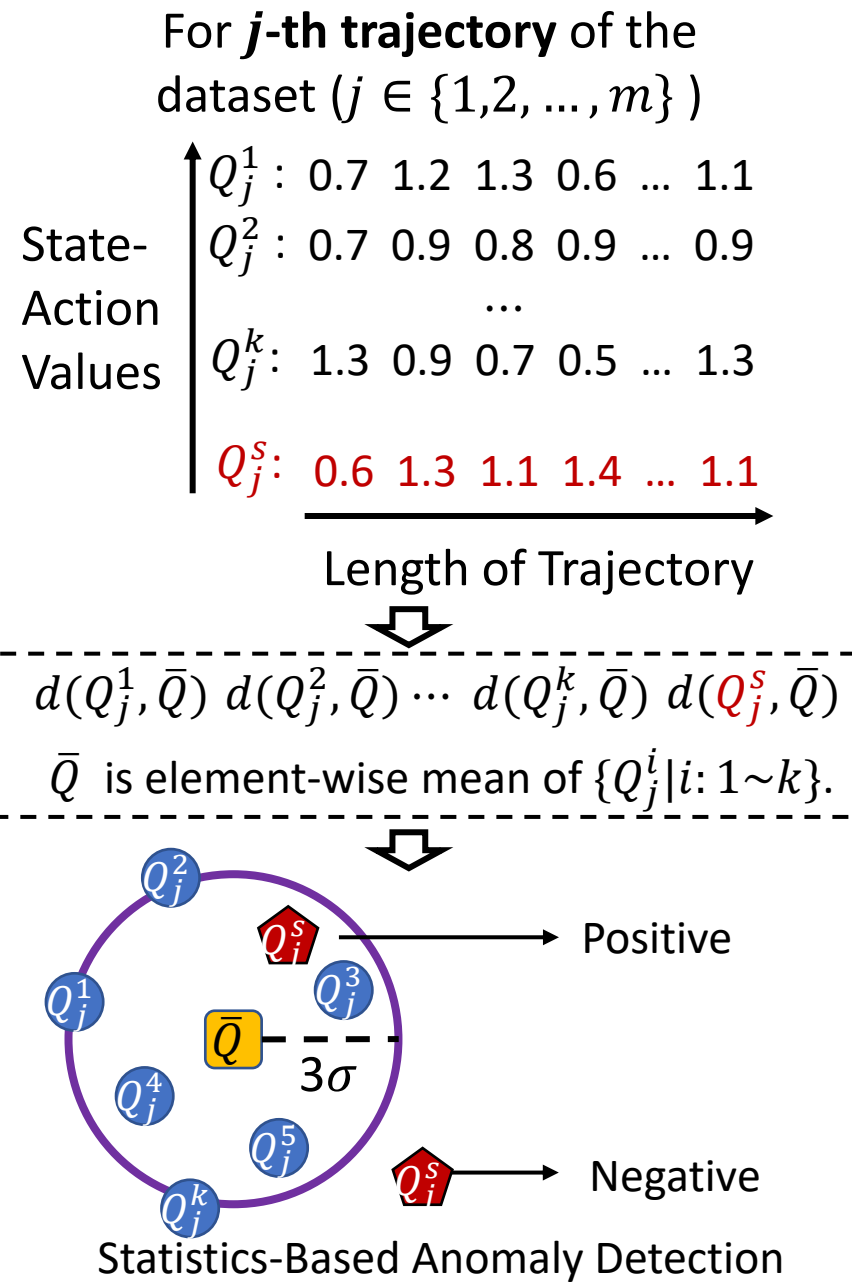 For j-th trajectory of the
dataset (j ∈ {1,2, … , m} )
State-
Action
Values
Q_j^1 : 0.7 1.2 1.3 0.6 … 1.1
Q_j^2 : 0.7 0.9 0.8 0.9 … 0.9
…
Q_j^k: 1.3 0.9 0.7 0.5 … 1.3
Q_j^s: 0.6 1.3 1.1 1.4 … 1.1
Length of Trajectory
d(Q_j^1, Q̄) d(Q_j^2, Q̄) ⋯ d(Q_j^k, Q̄) d(Q_j^s, Q̄)
Q̄ is element-wise mean of {Q_j^i|i: 1~k}.
Q_j^2
Q_j^s
Positive
Q_j^1
Q_j^3
Q̄
3σ
Q_j^4
Q_j^5
Q_j^s
Negative
Q_j^k
Statistics-Based Anomaly Detection